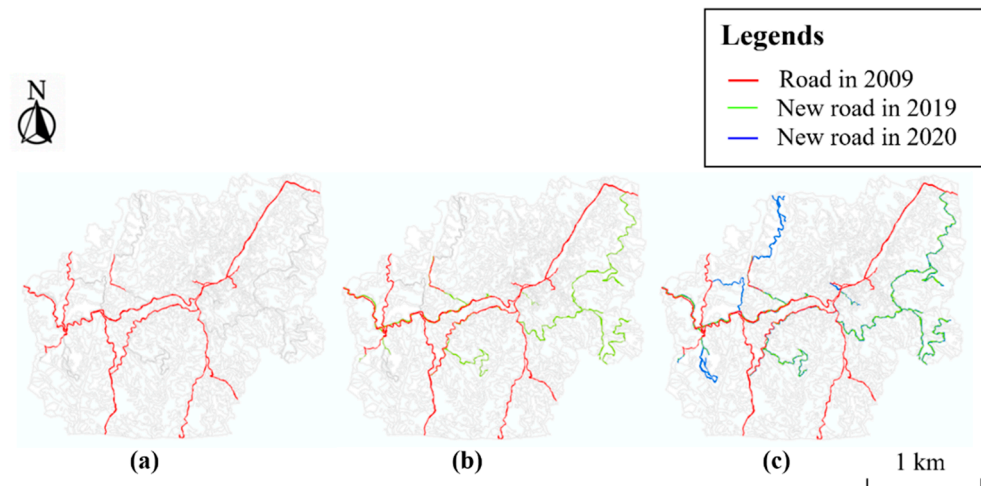 Legends
Road in 2009
New road in 2019
New road in 2020
N
(a)
(b)
(c)
1 km